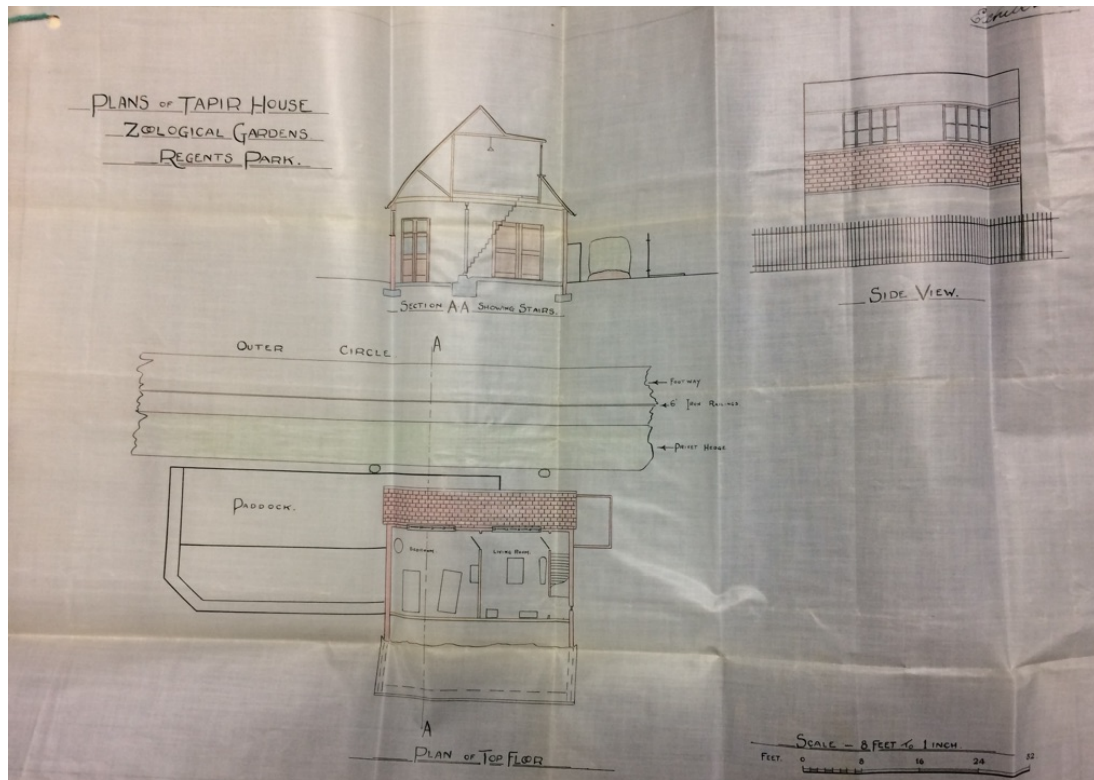 PLANS OF TAPIR HOUSE
ZOOLOGICAL GARDENS
REGENTS PARK.
SECTION AA SHOWING STAIRS.
SIDE VIEW.
A
OUTER CIRCLE
FOOTWAY
6' IRON RAILINGS
PRIVET HEDGE
PADDOCK.
BEDROOM
LIVING ROOM
A
PLAN OF TOP FLOOR
SCALE – 8 FEET TO 1 INCH.
FEET. 0 8 16 24 32